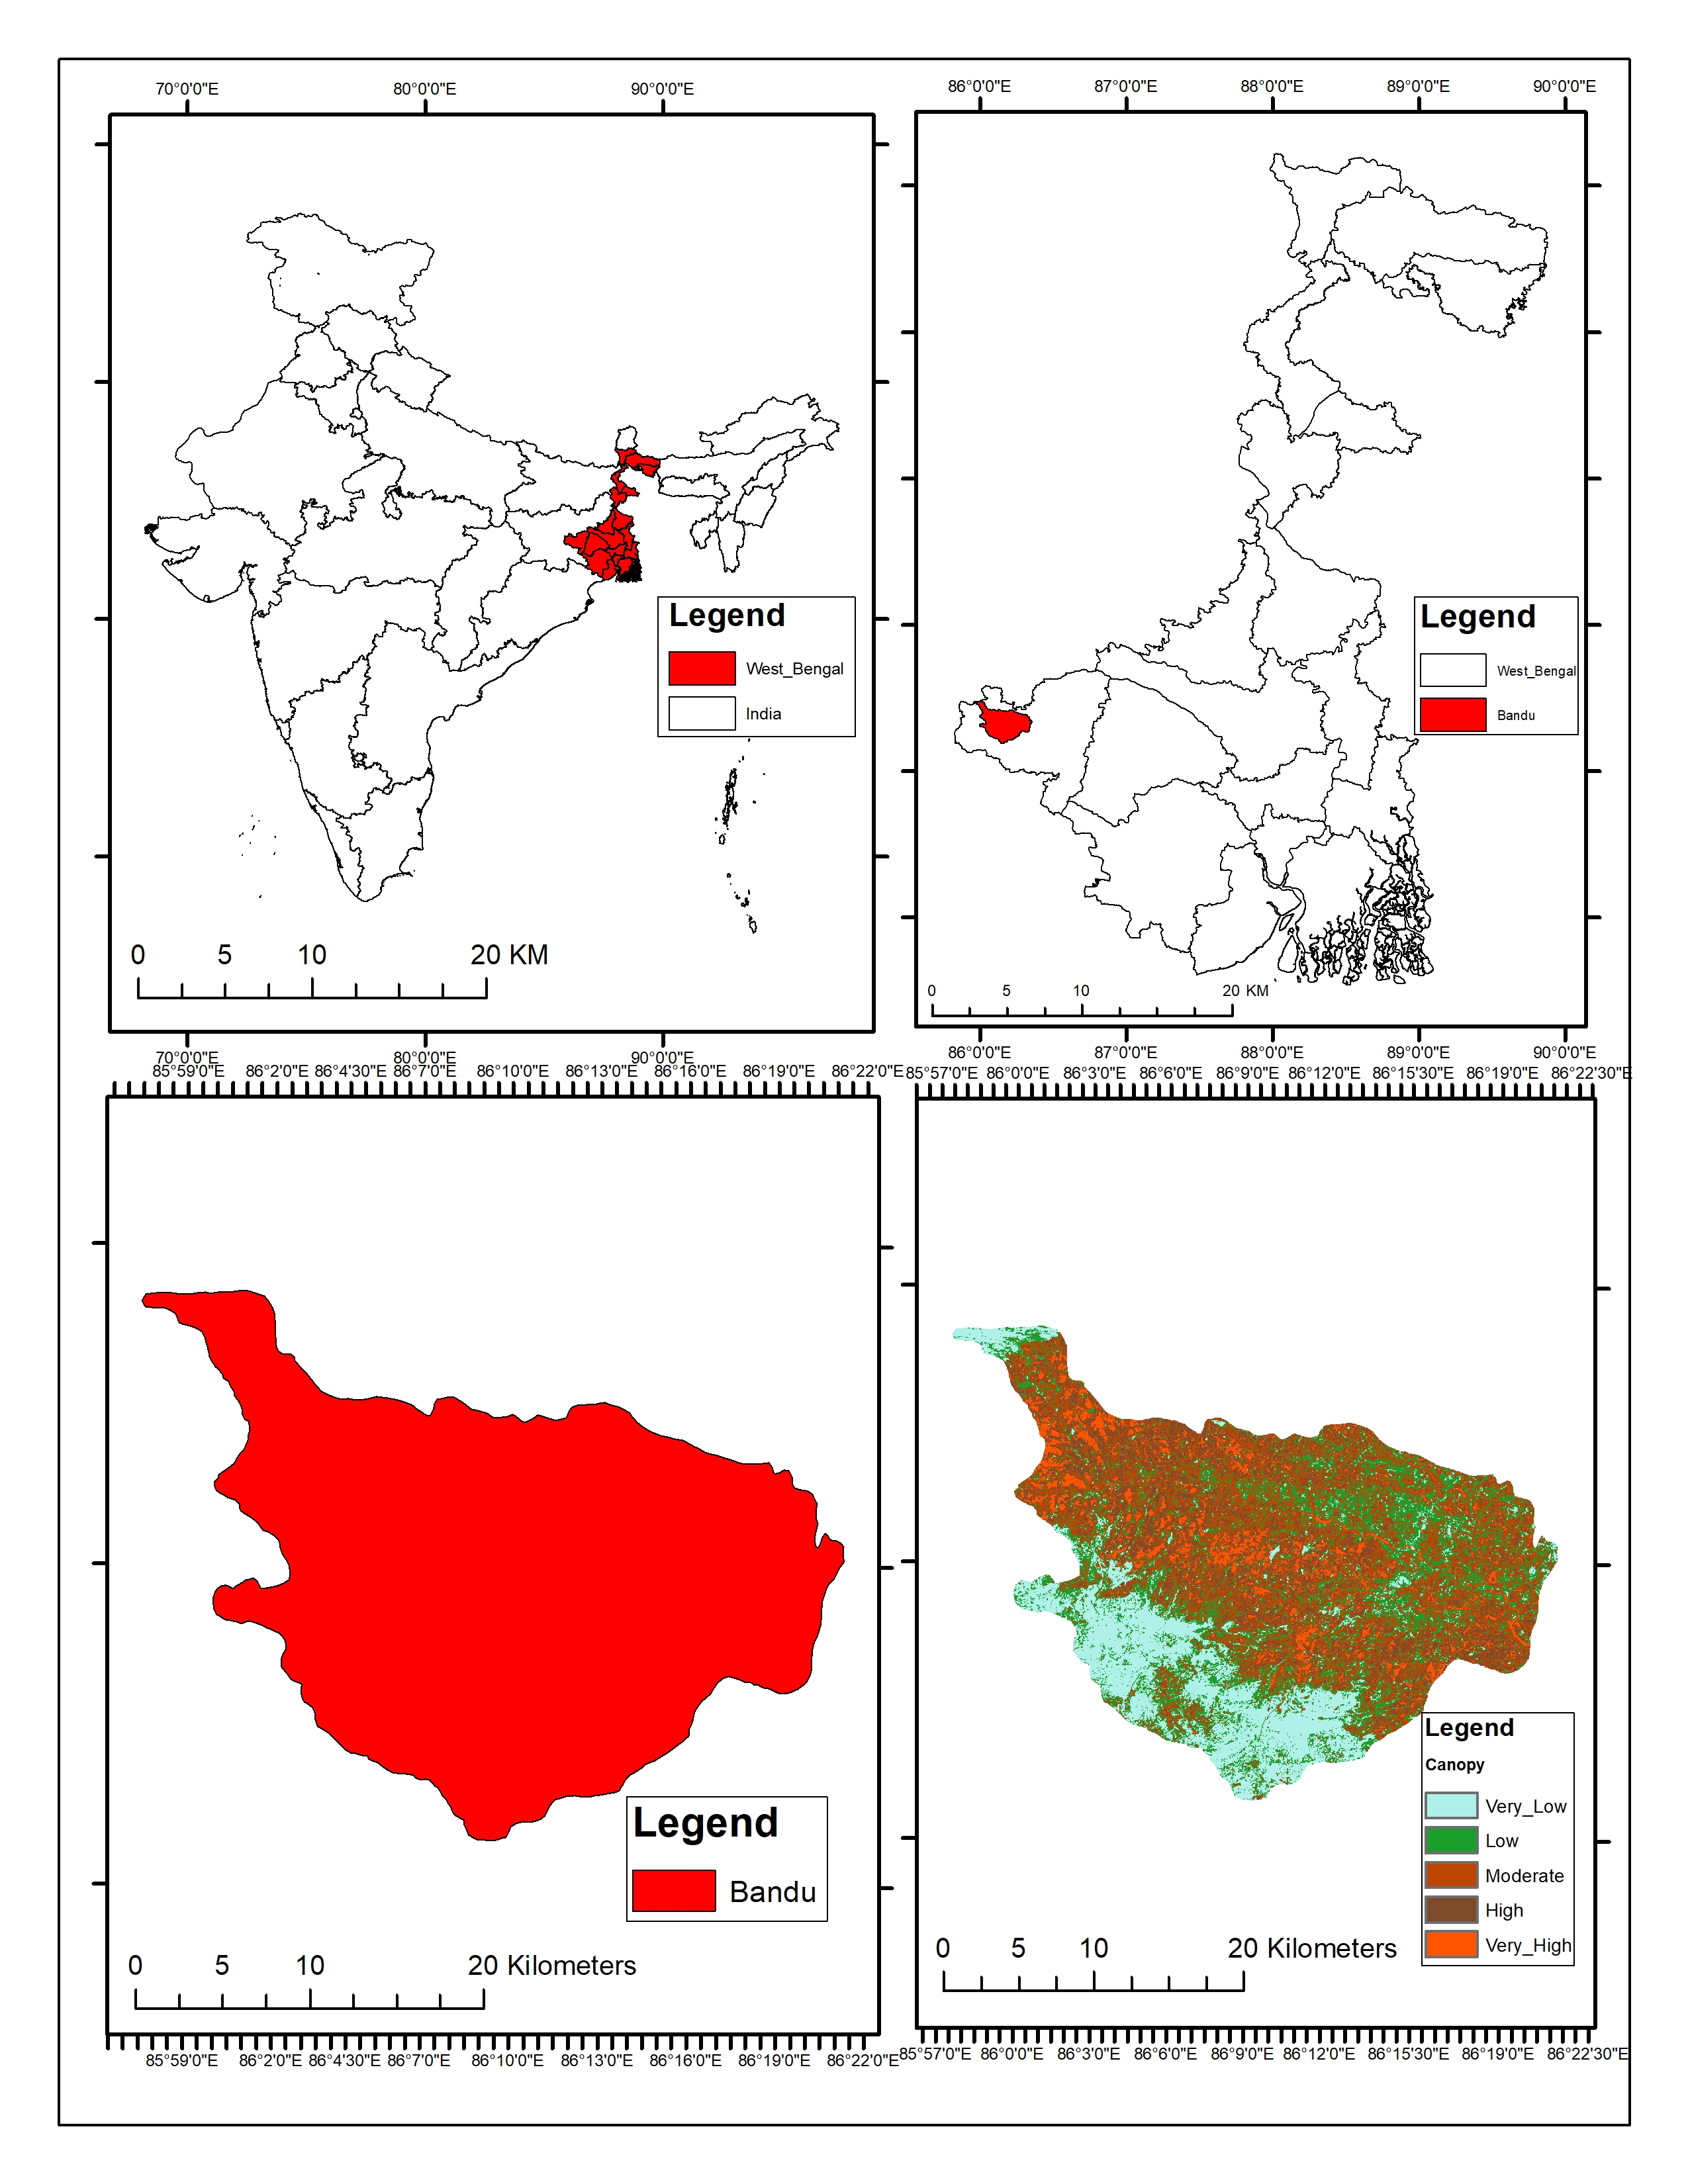 70°0'0"E 80°0'0"E 90°0'0"E
Legend
West_Bengal
India
0 5 10 20 KM
70°0'0"E 80°0'0"E 90°0'0"E
86°0'0"E 87°0'0"E 88°0'0"E 89°0'0"E 90°0'0"E
Legend
West_Bengal
Bandu
0 5 10 20 KM
86°0'0"E 87°0'0"E 88°0'0"E 89°0'0"E 90°0'0"E
85°59'0"E 86°2'0"E 86°4'30"E 86°7'0"E 86°10'0"E 86°13'0"E 86°16'0"E 86°19'0"E 86°22'0"E
Legend
Bandu
0 5 10 20 Kilometers
85°59'0"E 86°2'0"E 86°4'30"E 86°7'0"E 86°10'0"E 86°13'0"E 86°16'0"E 86°19'0"E 86°22'0"E
85°57'0"E 86°0'0"E 86°3'0"E 86°6'0"E 86°9'0"E 86°12'0"E 86°15'30"E 86°19'0"E 86°22'30"E
Legend
Canopy
Very_Low
Low
Moderate
High
Very_High
0 5 10 20 Kilometers
85°57'0"E 86°0'0"E 86°3'0"E 86°6'0"E 86°9'0"E 86°12'0"E 86°15'30"E 86°19'0"E 86°22'30"E